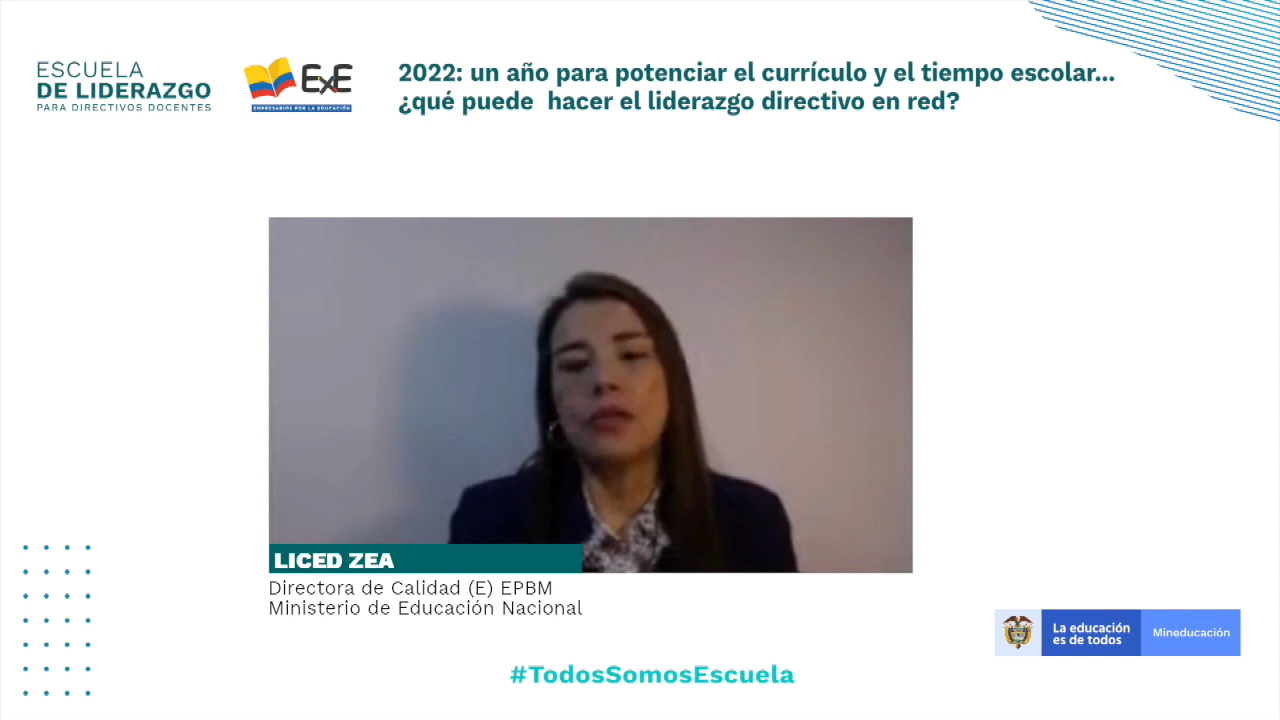 ESCUELA
DE LIDERAZGO
PARA DIRECTIVOS DOCENTES
ExE
EMPRESARIOS POR LA EDUCACIÓN
2022: un año para potenciar el currículo y el tiempo escolar...
¿qué puede hacer el liderazgo directivo en red?
LICED ZEA
Directora de Calidad (E) EPBM
Ministerio de Educación Nacional
La educación
es de todos
Mineducación
#TodosSomosEscuela